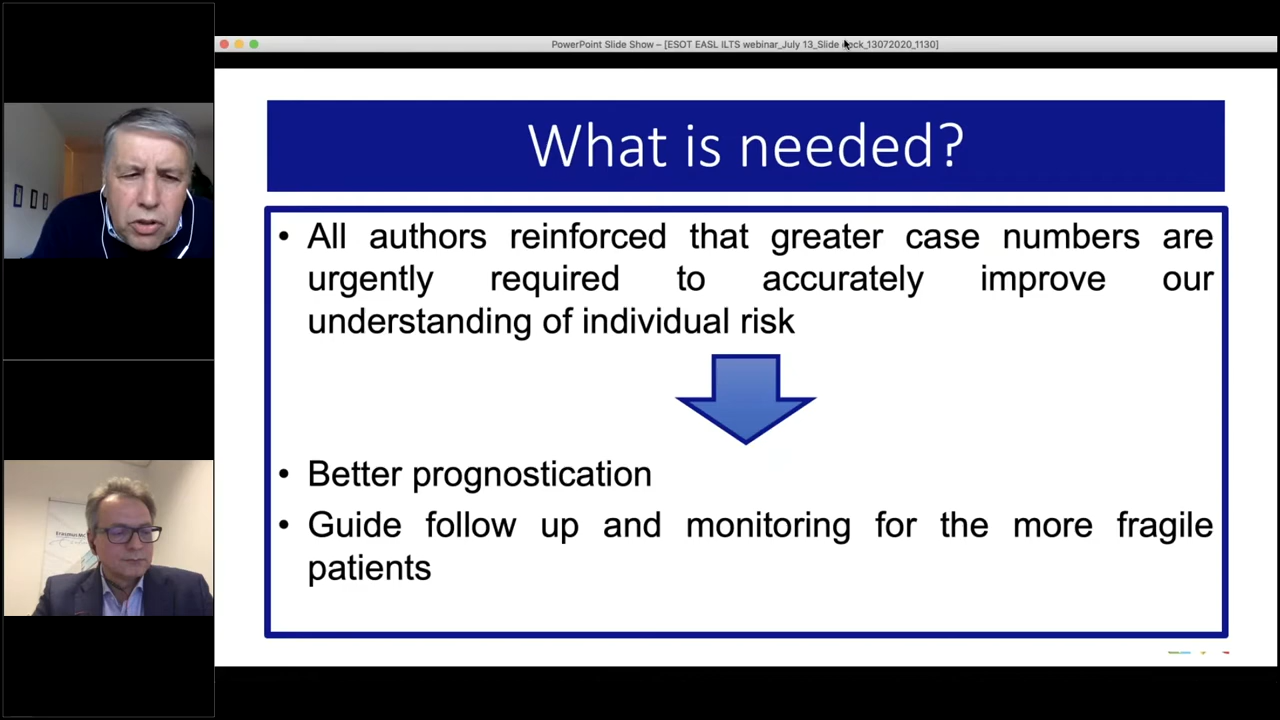 PowerPoint Slide Show – [ESOT EASL ILTS webinar_July 13_Slide deck_13072020_1130]
What is needed?
• All authors reinforced that greater case numbers are
urgently required to accurately improve our
understanding of individual risk
• Better prognostication
• Guide follow up and monitoring for the more fragile
patients
Erasmus MC